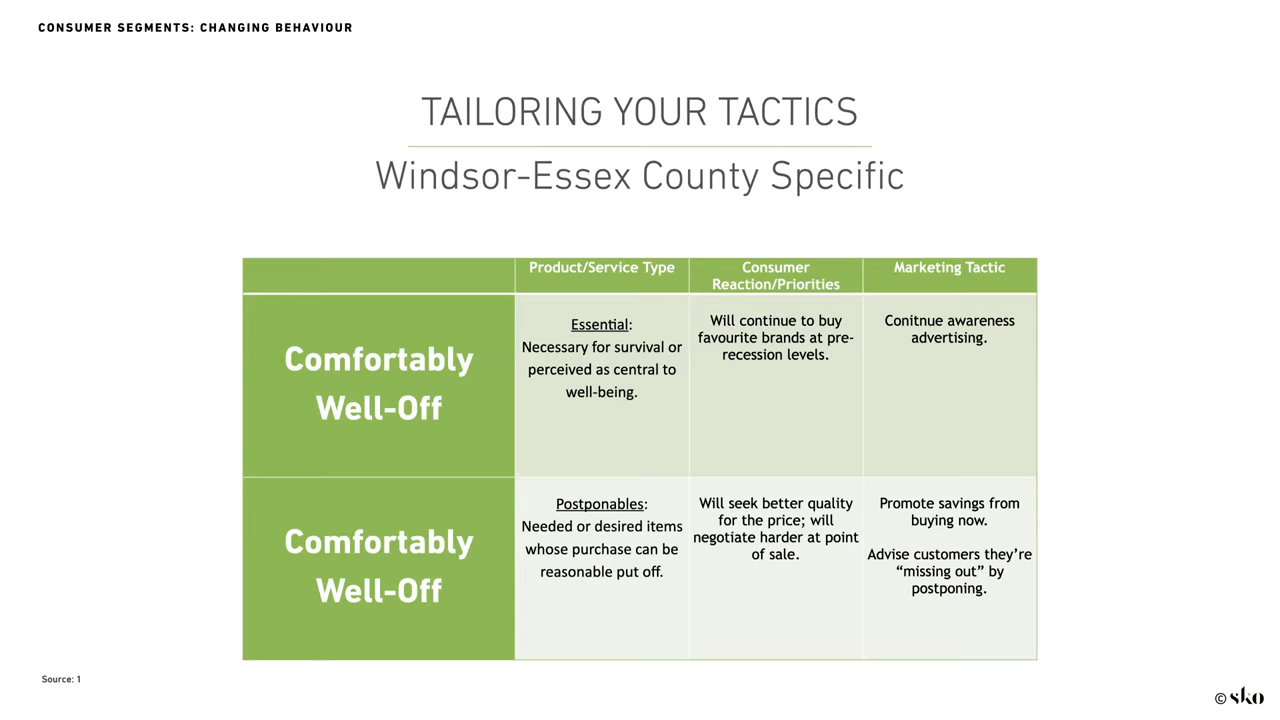 CONSUMER SEGMENTS: CHANGING BEHAVIOUR
TAILORING YOUR TACTICS
Windsor-Essex County Specific
Product/Service Type
Consumer
Reaction/Priorities
Marketing Tactic
Comfortably
Well-Off
Essential:
Necessary for survival or
perceived as central to
well-being.
Will continue to buy
favourite brands at pre-
recession levels.
Conitnue awareness
advertising.
Comfortably
Well-Off
Postponables:
Needed or desired items
whose purchase can be
reasonable put off.
Will seek better quality
for the price; will
negotiate harder at point
of sale.
Promote savings from
buying now.
Advise customers they’re
“missing out” by
postponing.
Source: 1
© sko